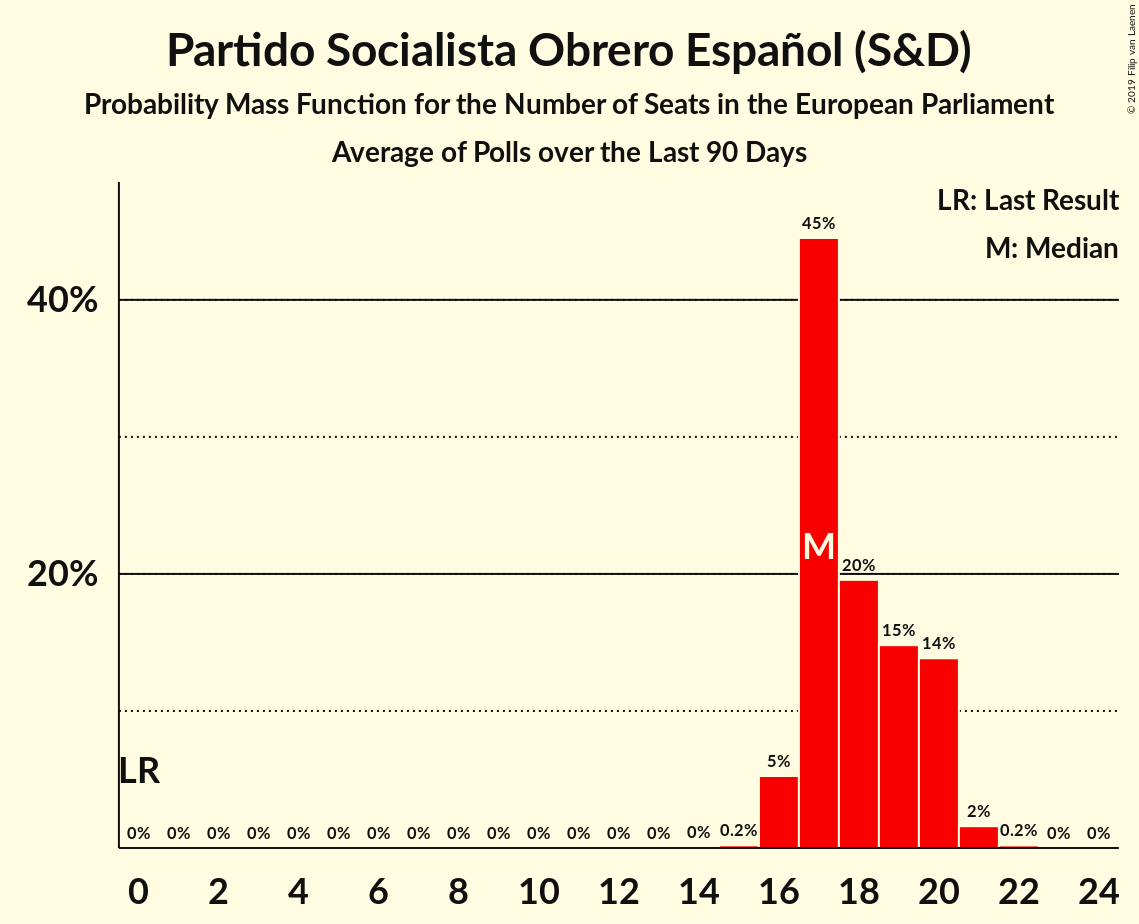 Partido Socialista Obrero Español (S&D)
Probability Mass Function for the Number of Seats in the European Parliament
Average of Polls over the Last 90 Days
© 2019 Filip van Laenen
LR: Last Result
M: Median
45%
40%
M
20%
20%
15%
14%
LR
5%
2%
0% 0% 0% 0% 0% 0% 0% 0% 0% 0% 0% 0% 0% 0% 0% 0.2% 0.2% 0% 0%
0 2 4 6 8 10 12 14 16 18 20 22 24